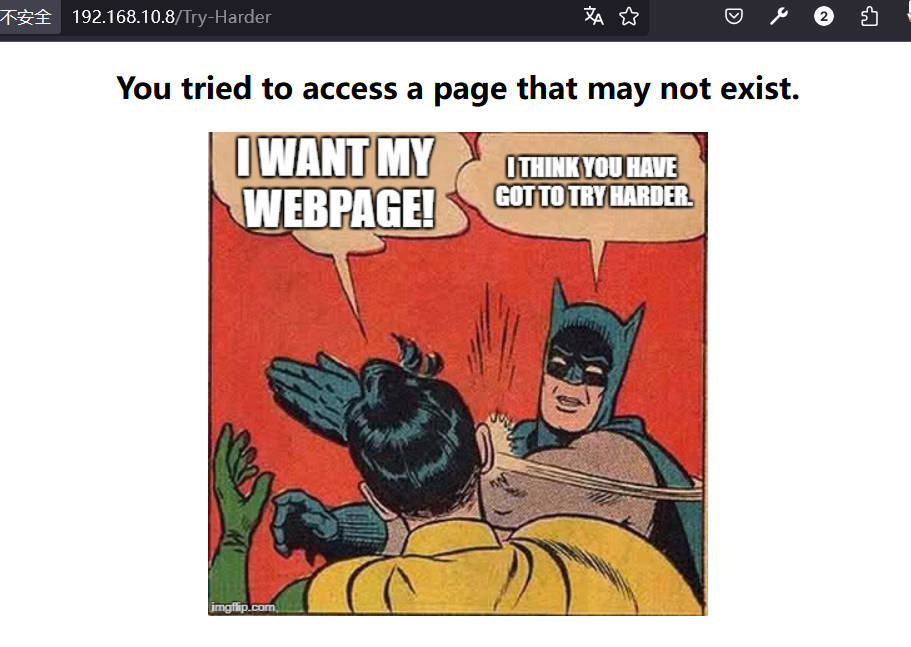 不安全 192.168.10.8/Try-Harder 2
You tried to access a page that may not exist.
I WANT MY
WEBPAGE!
I THINK YOU HAVE
GOT TO TRY HARDER.
imgflip.com